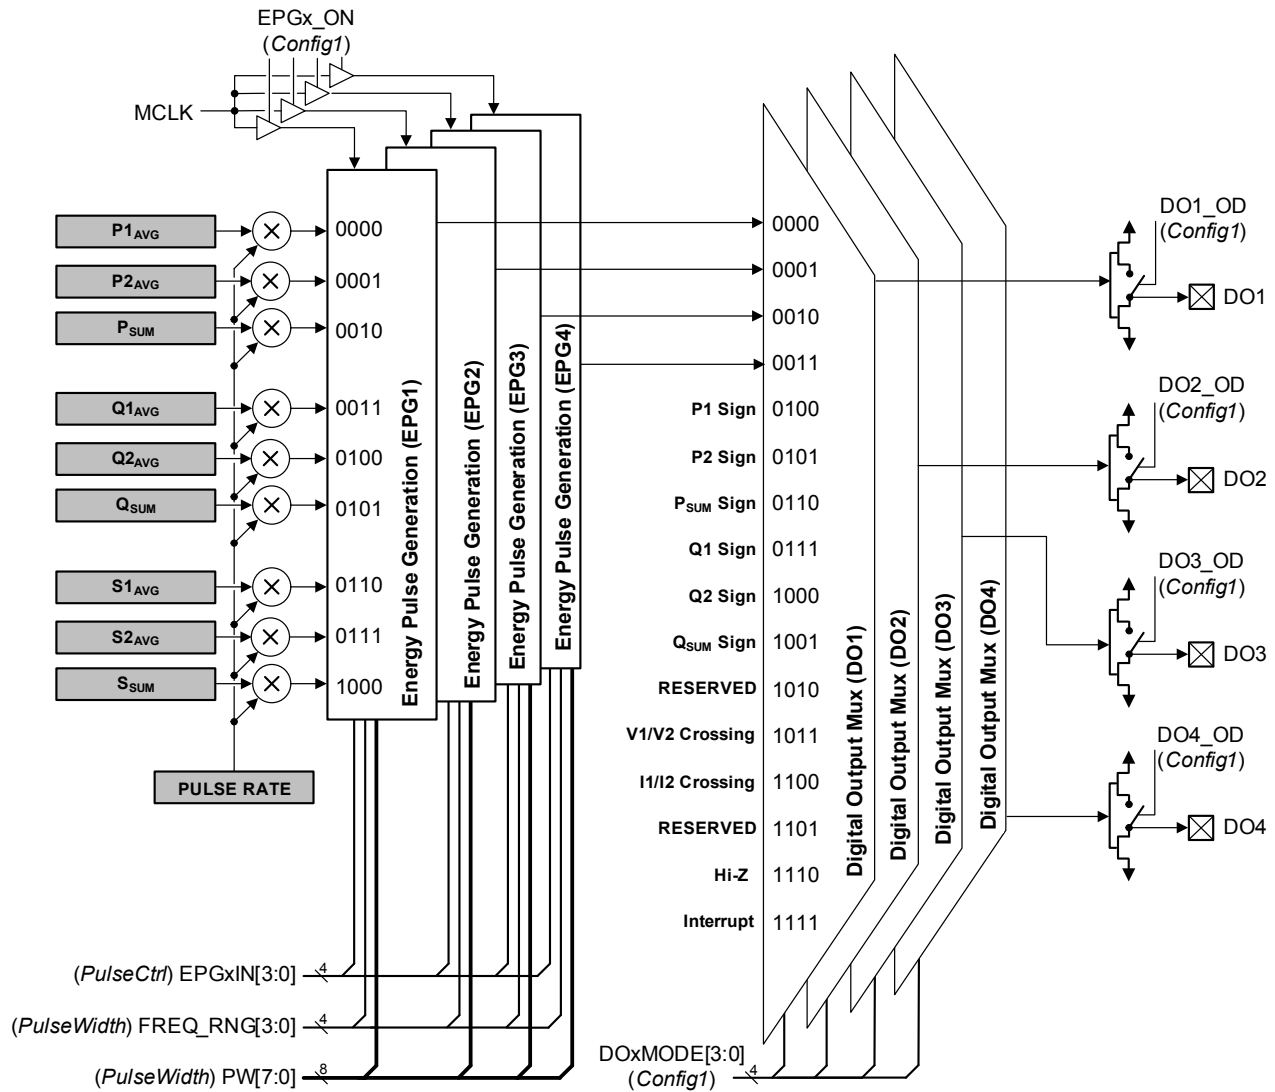 EPGx_ON
(Config1)
MCLK
P1AVG
P2AVG
PSUM
Q1AVG
Q2AVG
QSUM
S1AVG
S2AVG
SSUM
PULSE RATE
0000
0001
0010
0011
0100
0101
0110
0111
1000
Energy Pulse Generation (EPG1)
Energy Pulse Generation (EPG2)
Energy Pulse Generation (EPG3)
Energy Pulse Generation (EPG4)
(PulseCtrl) EPGxIN[3:0] 4
(PulseWidth) FREQ_RNG[3:0] 4
(PulseWidth) PW[7:0] 8
0000
0001
0010
0011
P1 Sign 0100
P2 Sign 0101
PSUM Sign 0110
Q1 Sign 0111
Q2 Sign 1000
QSUM Sign 1001
RESERVED 1010
V1/V2 Crossing 1011
I1/I2 Crossing 1100
RESERVED 1101
Hi-Z 1110
Interrupt 1111
Digital Output Mux (DO1)
Digital Output Mux (DO2)
Digital Output Mux (DO3)
Digital Output Mux (DO4)
DOxMODE[3:0] 4
(Config1)
DO1_OD
(Config1)
DO1
DO2_OD
(Config1)
DO2
DO3_OD
(Config1)
DO3
DO4_OD
(Config1)
DO4